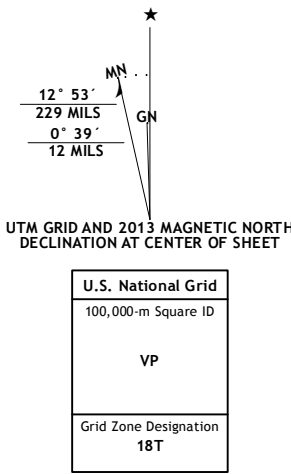 ★
MN
GN
12° 53´
229 MILS
0° 39´
12 MILS
UTM GRID AND 2013 MAGNETIC NORTH
DECLINATION AT CENTER OF SHEET
U.S. National Grid
100,000-m Square ID
VP
Grid Zone Designation
18T